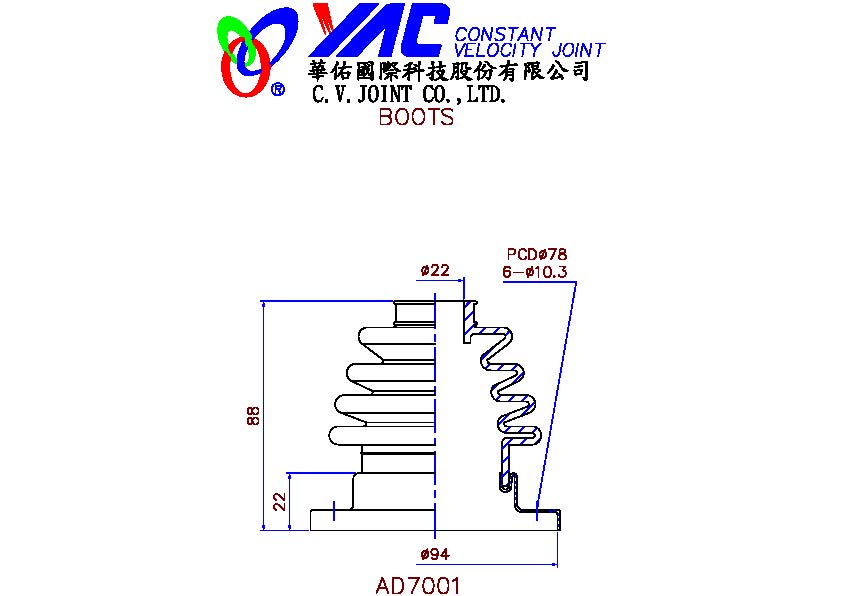 YAC CONSTANT
VELOCITY JOINT
®
華佑國際科技股份有限公司
C.V.JOINT CO.,LTD.
BOOTS
PCDø78
6-ø10.3
ø22
88
22
ø94
AD7001